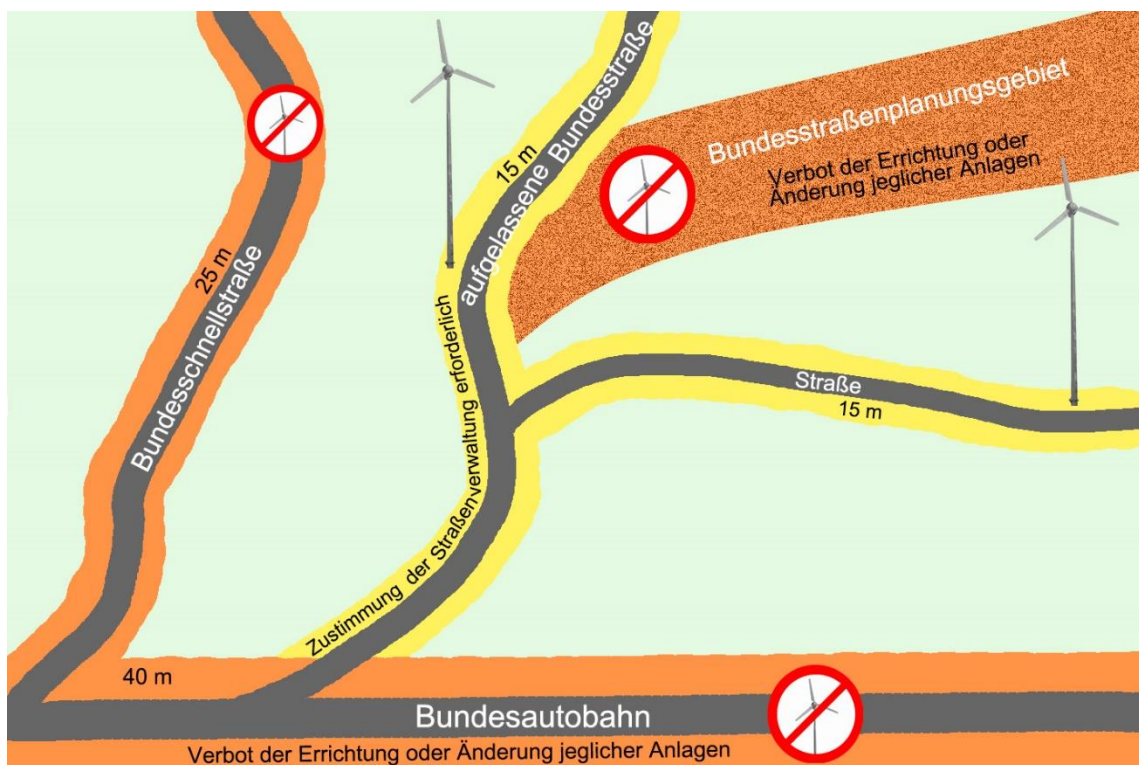 Bundesstraßenplanungsgebiet
Verbot der Errichtung oder
Änderung jeglicher Anlagen
15 m
aufgelassene Bundesstraße
25 m
Bundesschnellstraße
Zustimmung der Straßenverwaltung erforderlich
Straße
15 m
40 m
Bundesautobahn
Verbot der Errichtung oder Änderung jeglicher Anlagen